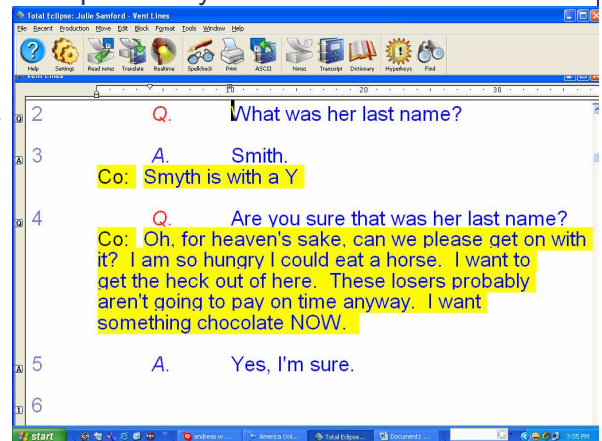 Total Eclipse: Julie Samford - Vent Lines
File Recent Production Move Edit Block Format Tools Window Help
Help Settings Read notes Translate Realtime Spellcheck Print ASCII Notes Transcript Dictionary Hyperkeys Find
Vent Lines
10 20 30
Q 2 Q. What was her last name?
A 3 A. Smith.
Co: Smyth is with a Y
Q 4 Q. Are you sure that was her last name?
Co: Oh, for heaven's sake, can we please get on with
it? I am so hungry I could eat a horse. I want to
get the heck out of here. These losers probably
aren't going to pay on time anyway. I want
something chocolate NOW.
A 5 A. Yes, I'm sure.
6
start andreas w ... America Onl... Total Eclipse... Document1 ... 3:55 PM